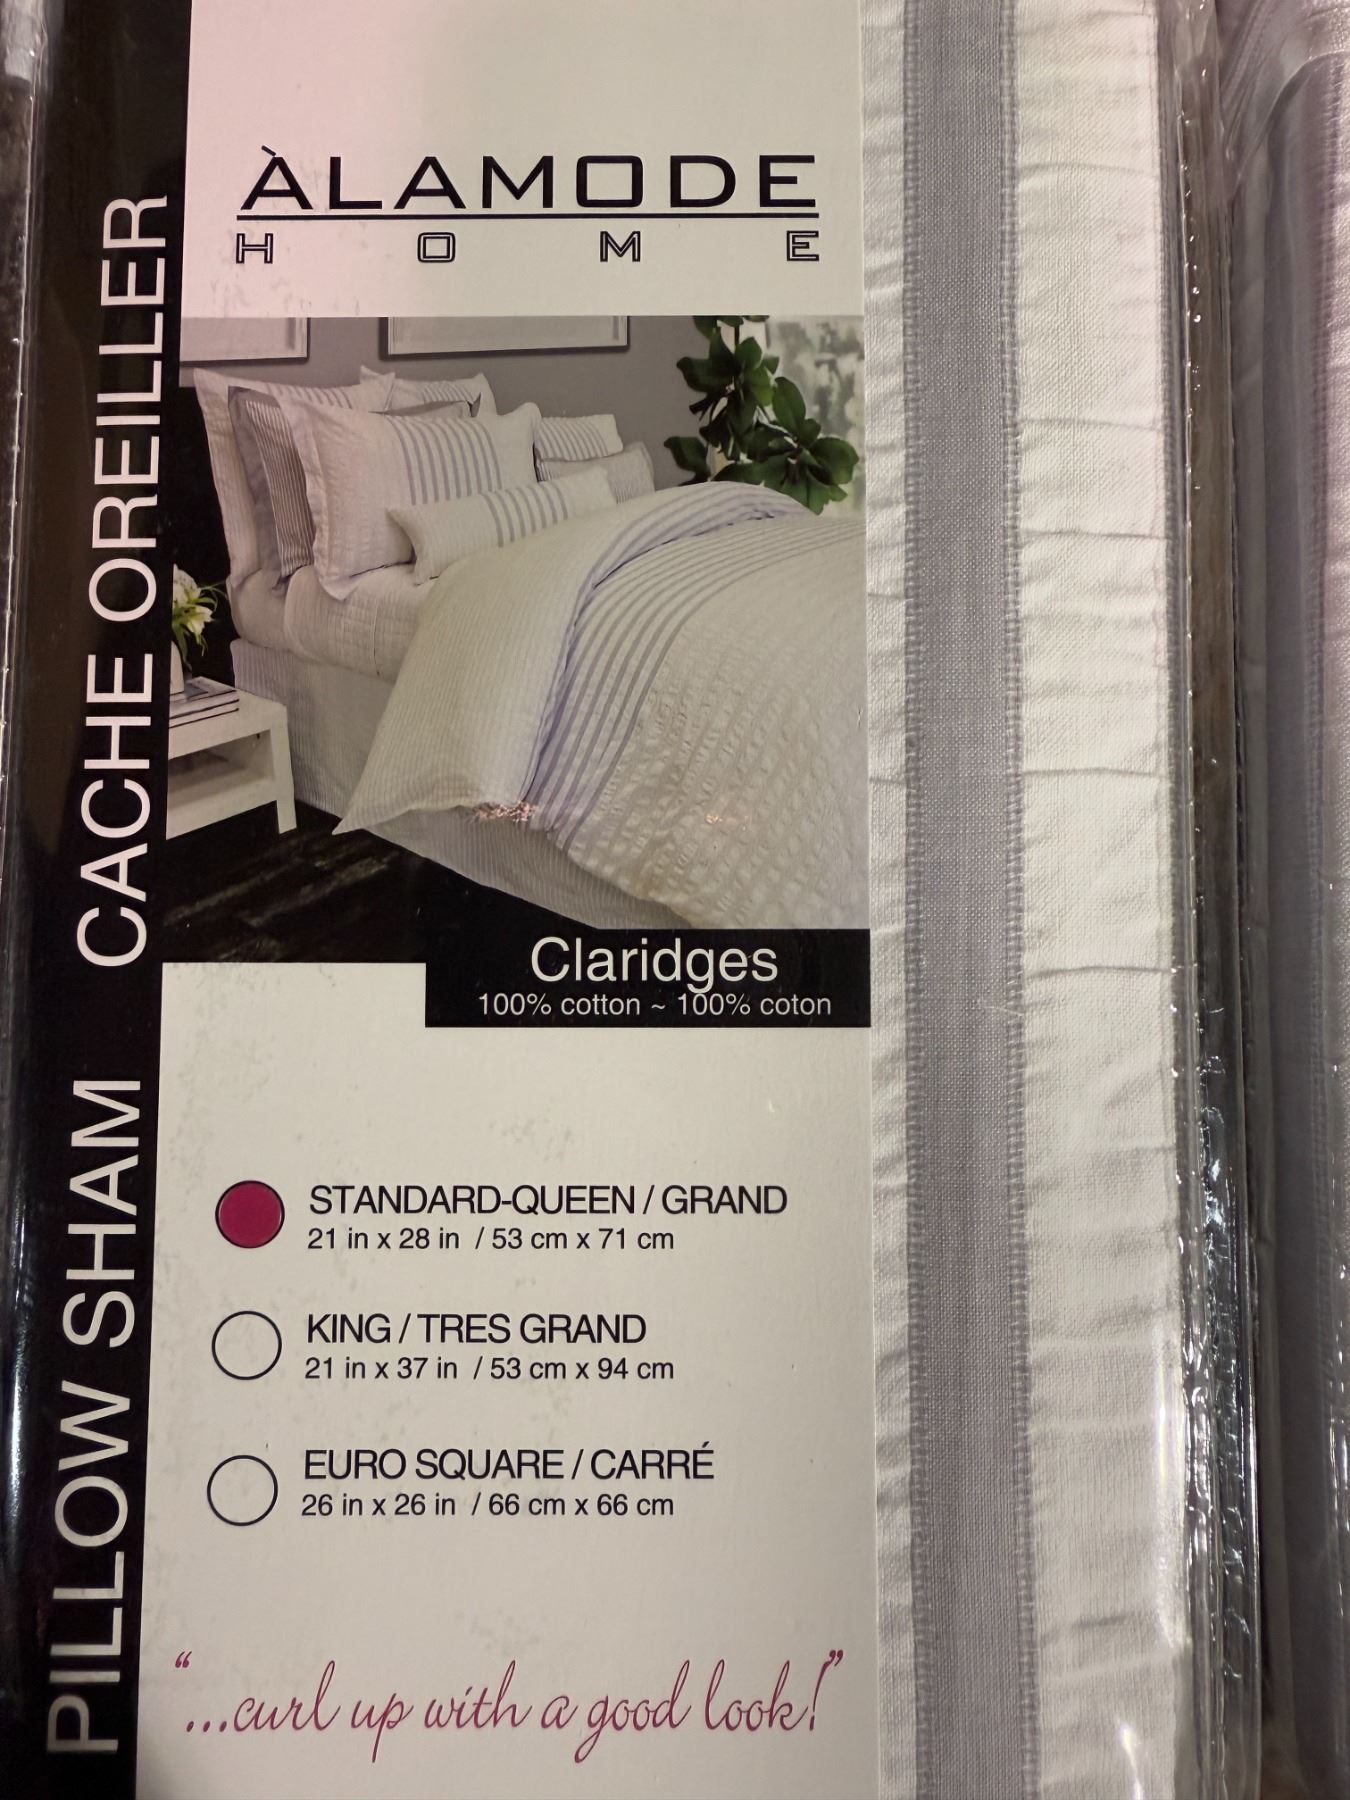 ÀLAMODE
HOME
PILLOW SHAM CACHE OREILLER
Claridges
100% cotton ~ 100% coton
STANDARD-QUEEN / GRAND
21 in x 28 in / 53 cm x 71 cm
KING / TRES GRAND
21 in x 37 in / 53 cm x 94 cm
EURO SQUARE / CARRÉ
26 in x 26 in / 66 cm x 66 cm
“...curl up with a good look!”